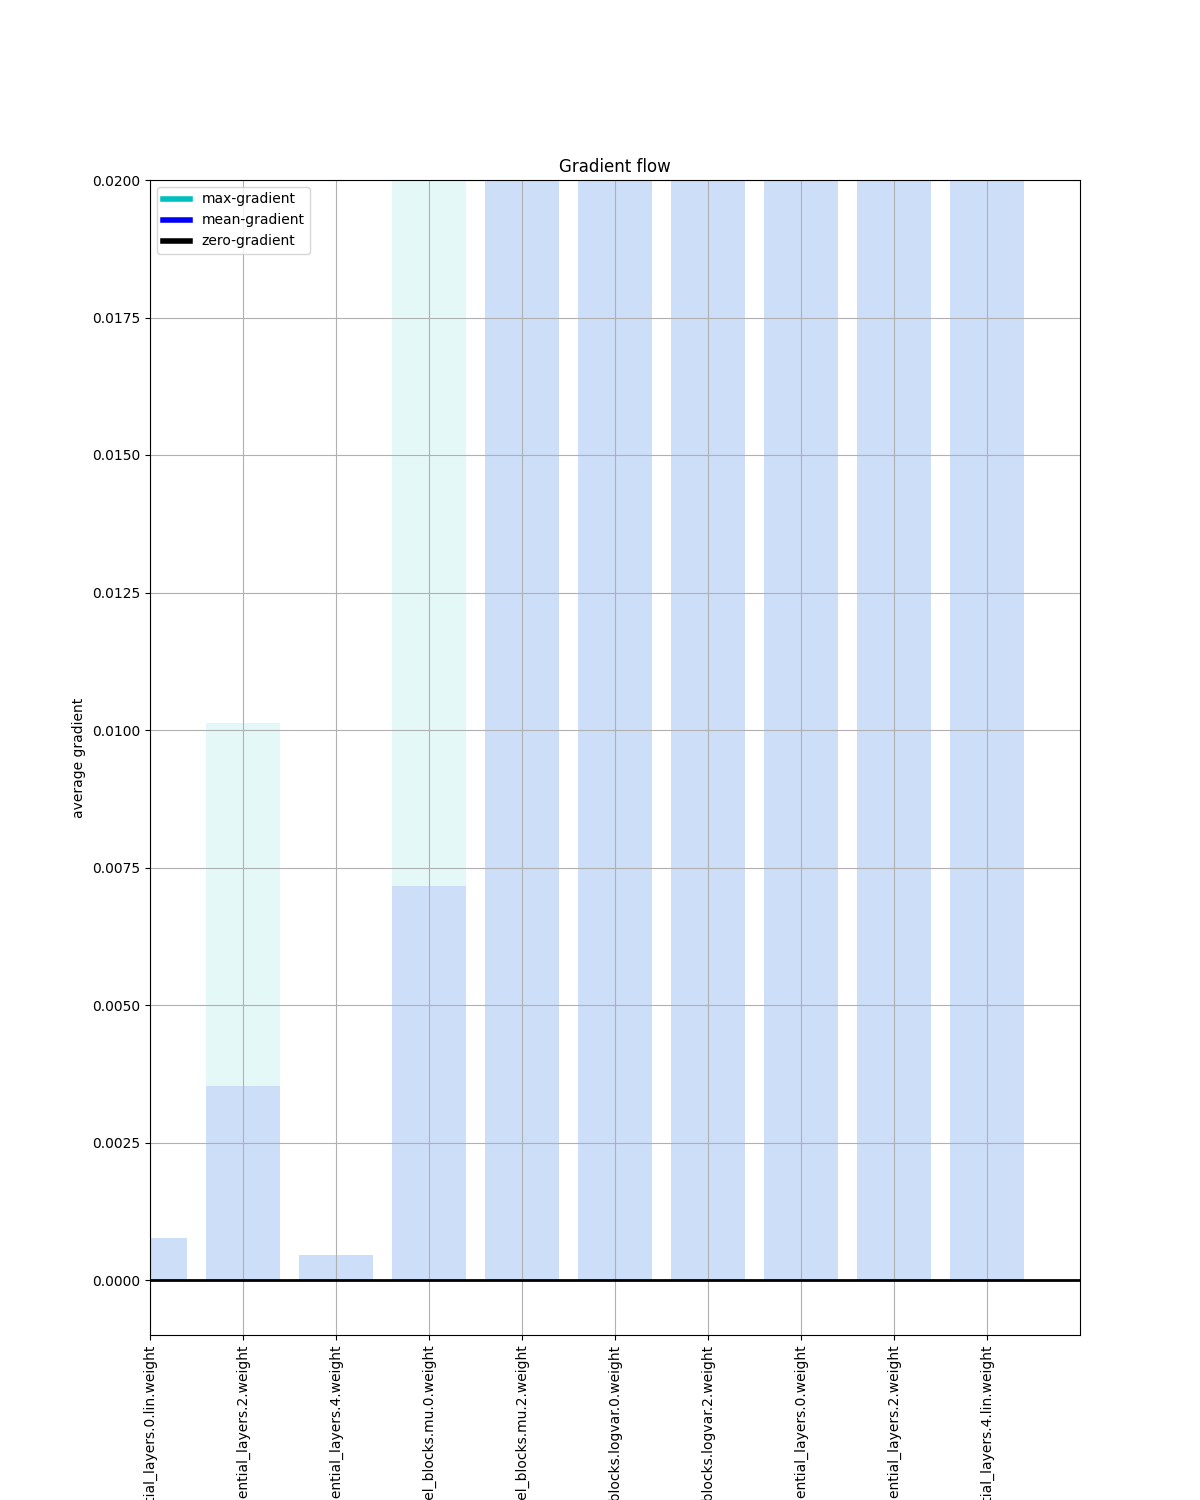 Gradient flow
max-gradient
mean-gradient
zero-gradient
0.0200
0.0175
0.0150
0.0125
0.0100
0.0075
0.0050
0.0025
0.0000
average gradient
tial_layers.0.lin.weight
ential_layers.2.weight
ential_layers.4.weight
el_blocks.mu.0.weight
el_blocks.mu.2.weight
blocks.logvar.0.weight
blocks.logvar.2.weight
ential_layers.0.weight
ential_layers.2.weight
tial_layers.4.lin.weight